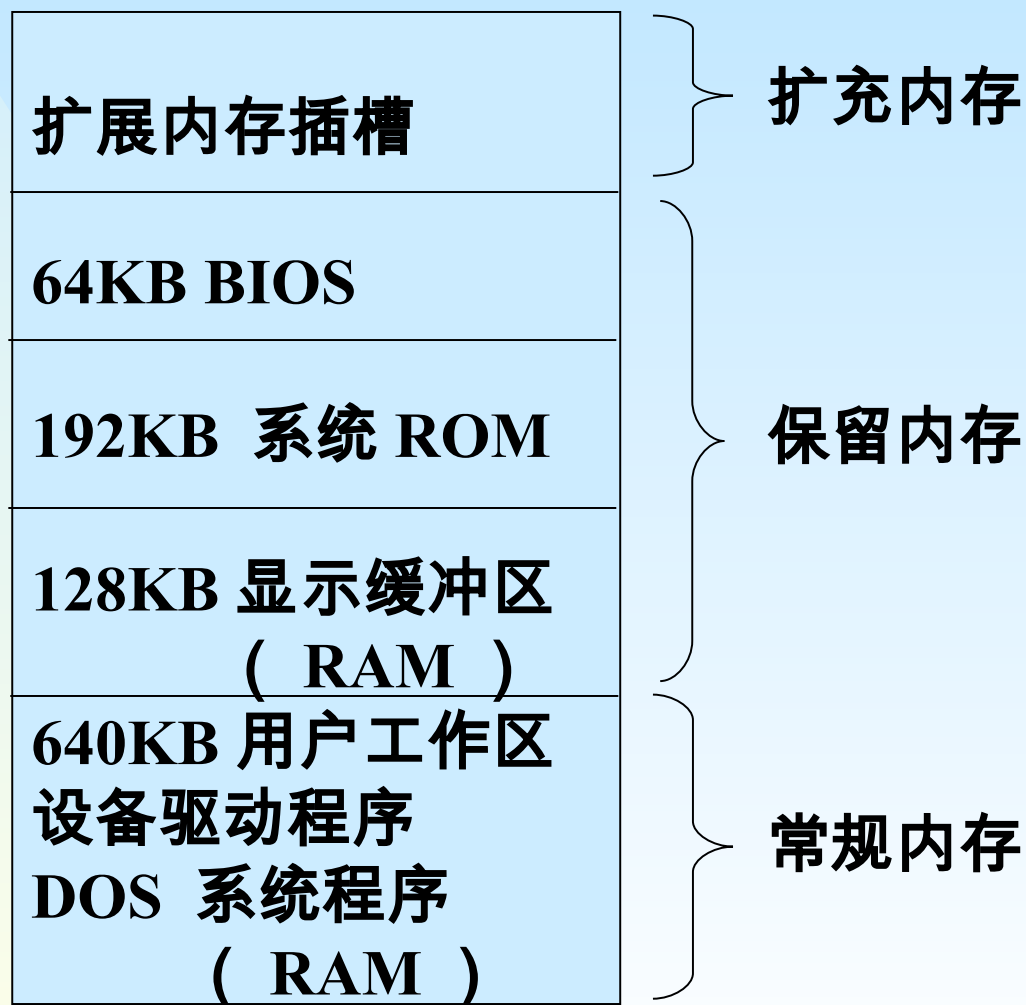 扩展内存插槽
扩充内存
64KB BIOS
192KB 系统 ROM
保留内存
128KB 显示缓冲区
( RAM )
640KB 用户工作区
设备驱动程序
常规内存
DOS 系统程序
( RAM )